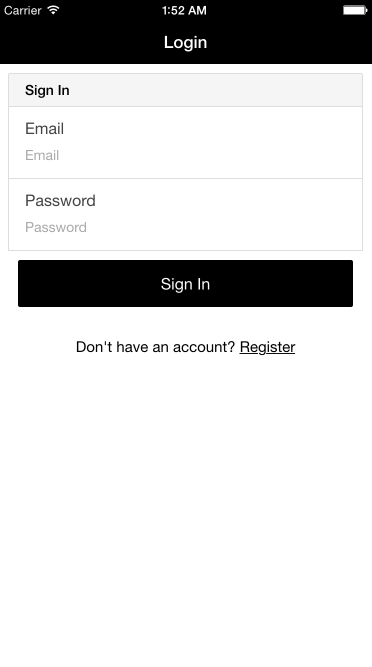 Carrier 1:52 AM
Login
Sign In
Email
Email
Password
Password
Sign In
Don't have an account? Register